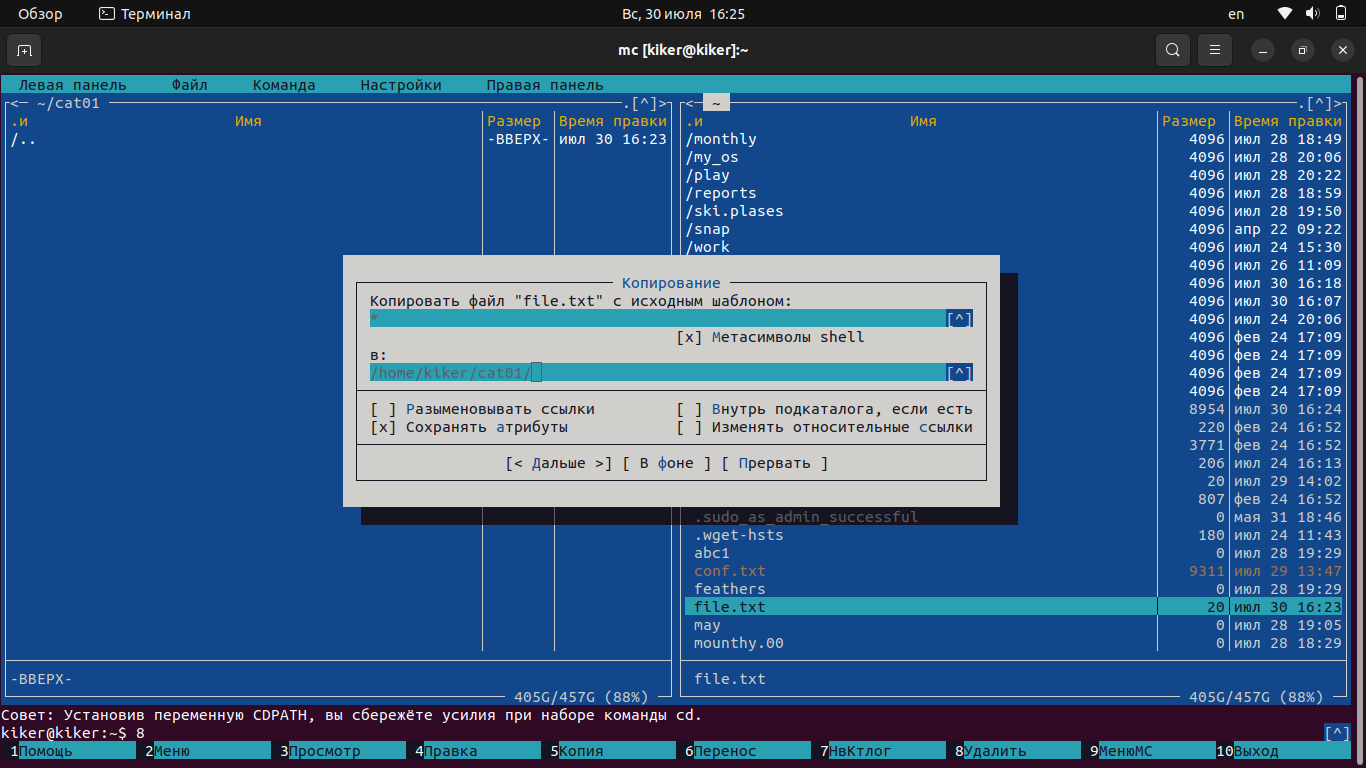 Обзор Терминал Вс, 30 июля 16:25 en
mc [kiker@kiker]:~
Левая панель Файл Команда Настройки Правая панель
<─ ~/cat01 .[^]> <─ ~ .[^]>
.и Имя Размер Время правки .и Имя Размер Время правки
/.. -ВВЕРХ- июл 30 16:23 /monthly 4096 июл 28 18:49
/my_os 4096 июл 28 20:06
/play 4096 июл 28 20:22
/reports 4096 июл 28 18:59
/ski.plases 4096 июл 28 19:50
/snap 4096 апр 22 09:22
/work 4096 июл 24 15:30
4096 июл 26 11:09
Копирование 4096 июл 30 16:18
Копировать файл "file.txt" с исходным шаблоном: 4096 июл 30 16:07
* [^] 4096 июл 24 20:06
[x] Метасимволы shell 4096 фев 24 17:09
в: 4096 фев 24 17:09
/home/kiker/cat01/ [^] 4096 фев 24 17:09
4096 фев 24 17:09
[ ] Разыменовывать ссылки [ ] Внутрь подкаталога, если есть 8954 июл 30 16:24
[x] Сохранять атрибуты [ ] Изменять относительные ссылки 220 фев 24 16:52
3771 фев 24 16:52
[< Дальше >] [ В фоне ] [ Прервать ] 206 июл 24 16:13
20 июл 29 14:02
807 фев 24 16:52
.sudo_as_admin_successful 0 мая 31 18:46
.wget-hsts 180 июл 24 11:43
abc1 0 июл 28 19:29
conf.txt 9311 июл 29 13:47
feathers 0 июл 28 19:29
file.txt 20 июл 30 16:23
may 0 июл 28 19:05
mounthy.00 0 июл 28 18:29
-ВВЕРХ- file.txt
405G/457G (88%) 405G/457G (88%)
Совет: Установив переменную CDPATH, вы сбережёте усилия при наборе команды cd.
kiker@kiker:~$ 8 [^]
1Помощь 2Меню 3Просмотр 4Правка 5Копия 6Перенос 7НвКтлог 8Удалить 9МенюМС 10Выход